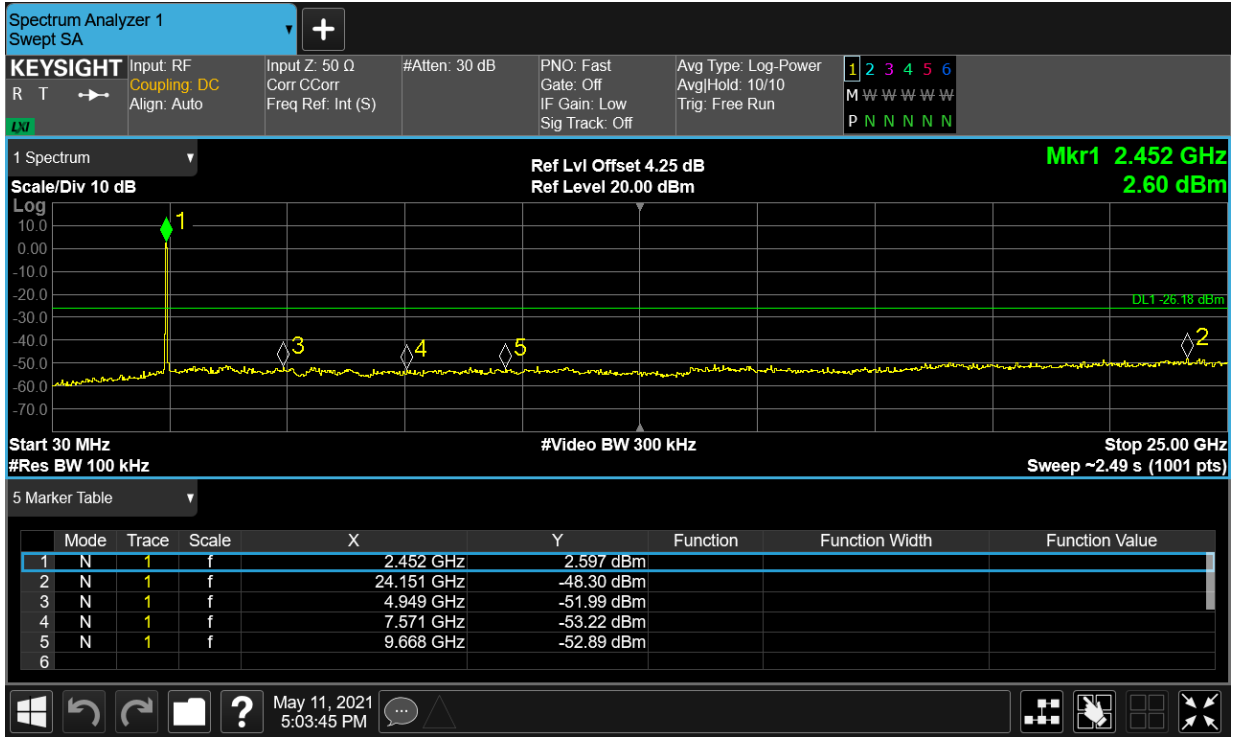 Spectrum Analyzer 1
Swept SA
+
KEYSIGHT
R T
LXI
Input: RF
Coupling: DC
Align: Auto
Input Z: 50 Ω
Corr CCorr
Freq Ref: Int (S)
#Atten: 30 dB
PNO: Fast
Gate: Off
IF Gain: Low
Sig Track: Off
Avg Type: Log-Power
Avg|Hold: 10/10
Trig: Free Run
1 2 3 4 5 6
M W W W W W
P N N N N N
1 Spectrum
Scale/Div 10 dB
Ref Lvl Offset 4.25 dB
Ref Level 20.00 dBm
Mkr1 2.452 GHz
2.60 dBm
Log
10.0
0.00
-10.0
-20.0
-30.0
-40.0
-50.0
-60.0
-70.0
1
DL1 -26.18 dBm
3
4
5
2
Start 30 MHz
#Video BW 300 kHz
Stop 25.00 GHz
#Res BW 100 kHz
Sweep ~2.49 s (1001 pts)
5 Marker Table
Mode Trace Scale X Y Function Function Width Function Value
1 N 1 f 2.452 GHz 2.597 dBm
2 N 1 f 24.151 GHz -48.30 dBm
3 N 1 f 4.949 GHz -51.99 dBm
4 N 1 f 7.571 GHz -53.22 dBm
5 N 1 f 9.668 GHz -52.89 dBm
6
?
May 11, 2021
5:03:45 PM